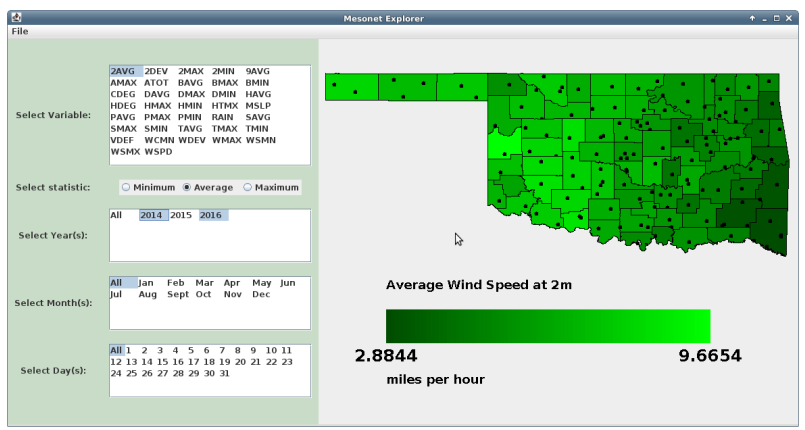 Mesonet Explorer
File
Select Variable:
2AVG 2DEV 2MAX 2MIN 9AVG
AMAX ATOT BAVG BMAX BMIN
CDEG DAVG DMAX DMIN HAVG
HDEG HMAX HMIN HTMX MSLP
PAVG PMAX PMIN RAIN SAVG
SMAX SMIN TAVG TMAX TMIN
VDEF WCMN WDEV WMAX WSMN
WSMX WSPD
Select statistic:
Minimum Average Maximum
Select Year(s):
All 2014 2015 2016
Select Month(s):
All Jan Feb Mar Apr May Jun
Jul Aug Sept Oct Nov Dec
Select Day(s):
All 1 2 3 4 5 6 7 8 9 10 11
12 13 14 15 16 17 18 19 20 21 22 23
24 25 26 27 28 29 30 31
Average Wind Speed at 2m
2.8844 9.6654
miles per hour